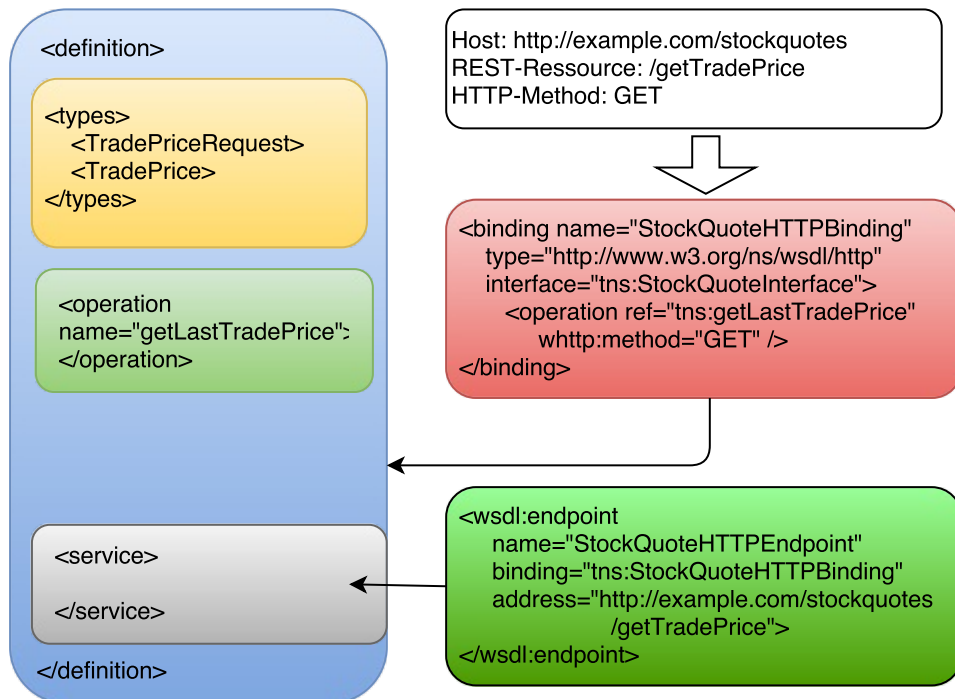 <definition>
<types>
<TradePriceRequest>
<TradePrice>
</types>
<operation
name="getLastTradePrice">
</operation>
<service>
</service>
</definition>
Host: http://example.com/stockquotes
REST-Ressource: /getTradePrice
HTTP-Method: GET
<binding name="StockQuoteHTTPBinding"
type="http://www.w3.org/ns/wsdl/http"
interface="tns:StockQuoteInterface">
<operation ref="tns:getLastTradePrice"
whttp:method="GET" />
</binding>
<wsdl:endpoint
name="StockQuoteHTTPEndpoint"
binding="tns:StockQuoteHTTPBinding"
address="http://example.com/stockquotes
/getTradePrice">
</wsdl:endpoint>